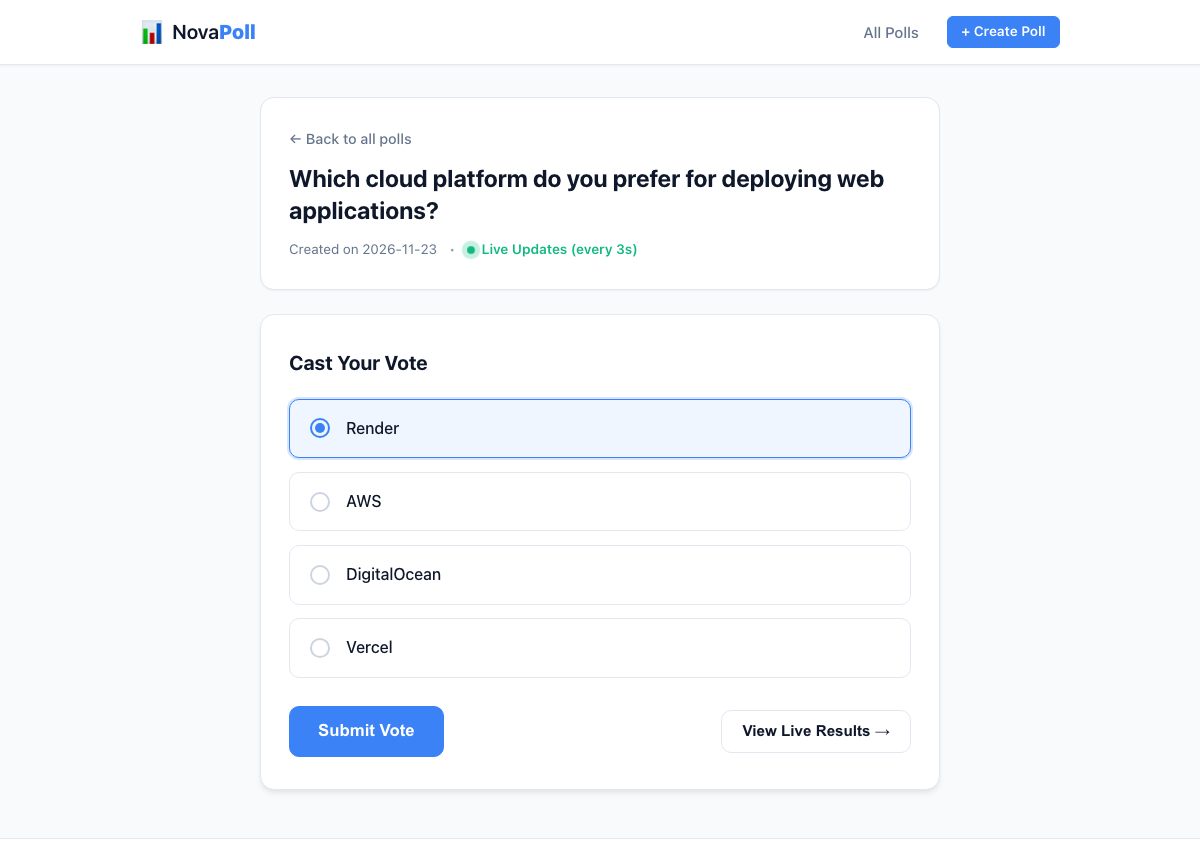 NovaPoll
All Polls
+ Create Poll
← Back to all polls
Which cloud platform do you prefer for deploying web
applications?
Created on 2026-11-23 • Live Updates (every 3s)
Cast Your Vote
Render
AWS
DigitalOcean
Vercel
Submit Vote
View Live Results →